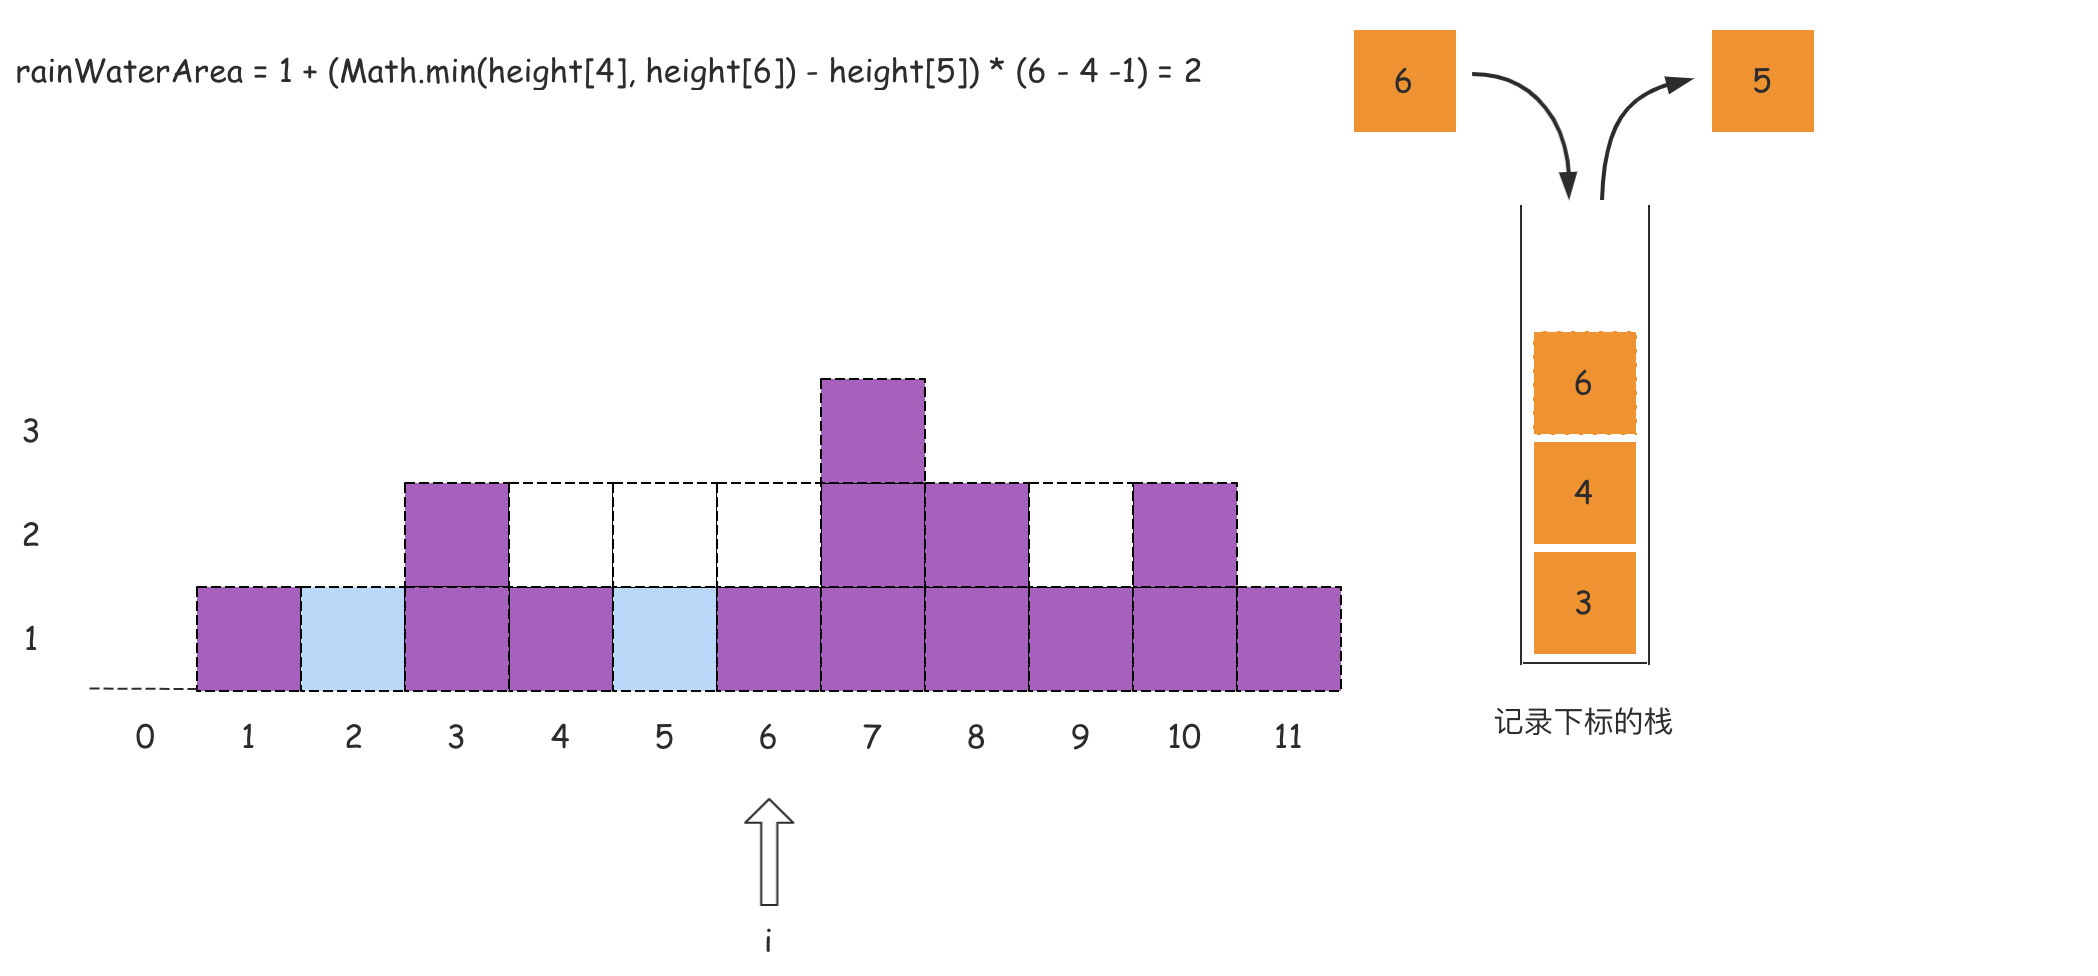 rainWaterArea = 1 + (Math.min(height[4], height[6]) - height[5]) * (6 - 4 -1) = 2
6
5
6
4
3
记录下标的栈
3
2
1
0 1 2 3 4 5 6 7 8 9 10 11
i